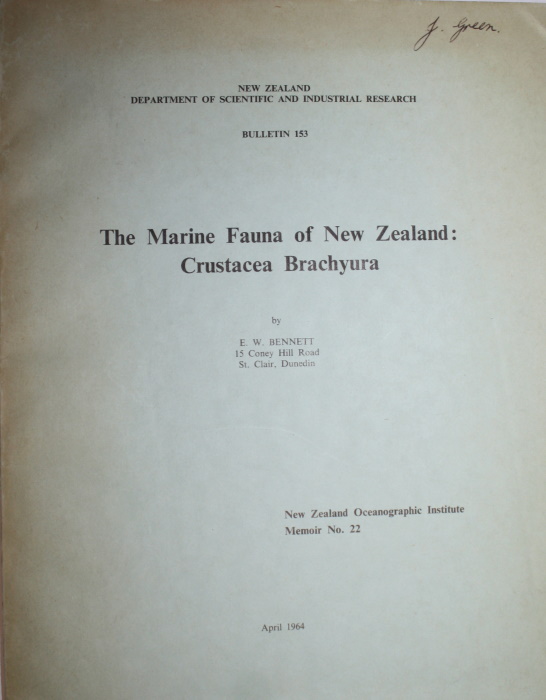 J. Green.
NEW ZEALAND
DEPARTMENT OF SCIENTIFIC AND INDUSTRIAL RESEARCH
BULLETIN 153
The Marine Fauna of New Zealand:
Crustacea Brachyura
by
E. W. BENNETT
15 Coney Hill Road
St. Clair, Dunedin
New Zealand Oceanographic Institute
Memoir No. 22
April 1964